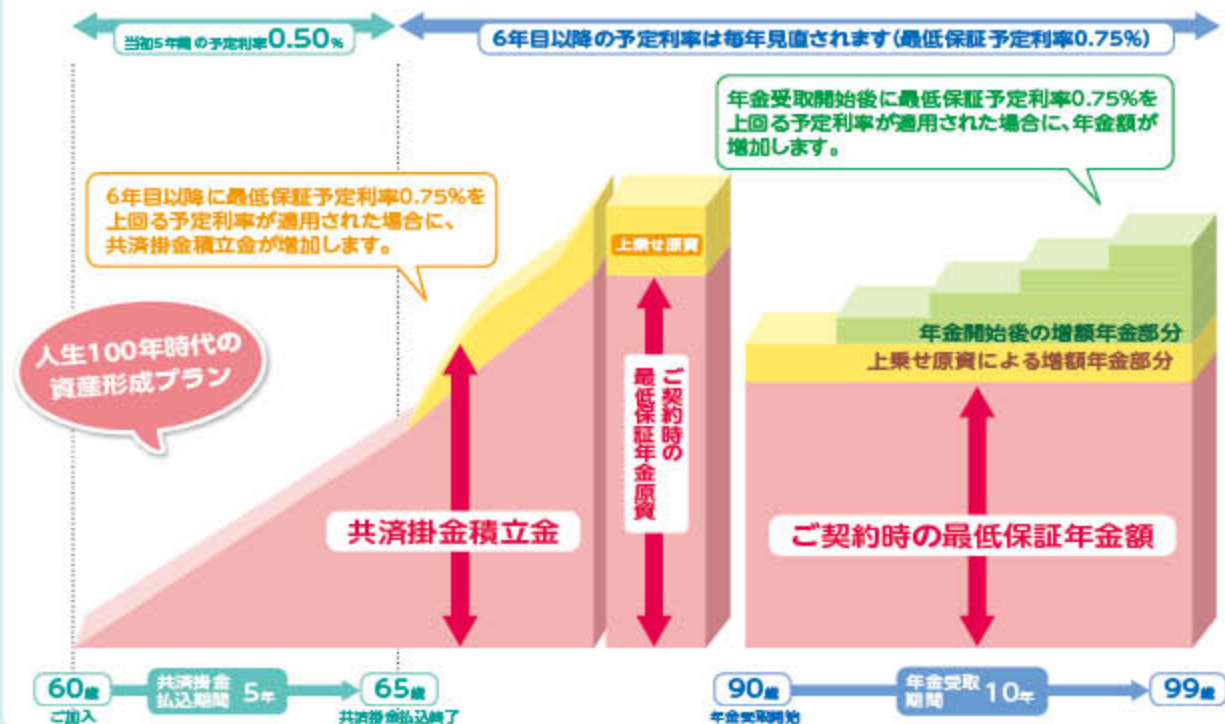 当初5年間の予定利率0.50%
6年目以降の予定利率は毎年見直されます(最低保証予定利率0.75%)
年金受取開始後に最低保証予定利率0.75%を
上回る予定利率が適用された場合に、年金額が
増加します。
6年目以降に最低保証予定利率0.75%を
上回る予定利率が適用された場合に、
共済掛金積立金が増加します。
上乗せ原資
人生100年時代の
資産形成プラン
年金開始後の増額年金部分
上乗せ原資による増額年金部分
ご契約時の
最低保証年金原資
共済掛金積立金
ご契約時の最低保証年金額
60歳
ご加入
共済掛金
払込期間 5年
65歳
共済掛金払込終了
90歳
年金受取開始
年金受取
期間 10年
99歳